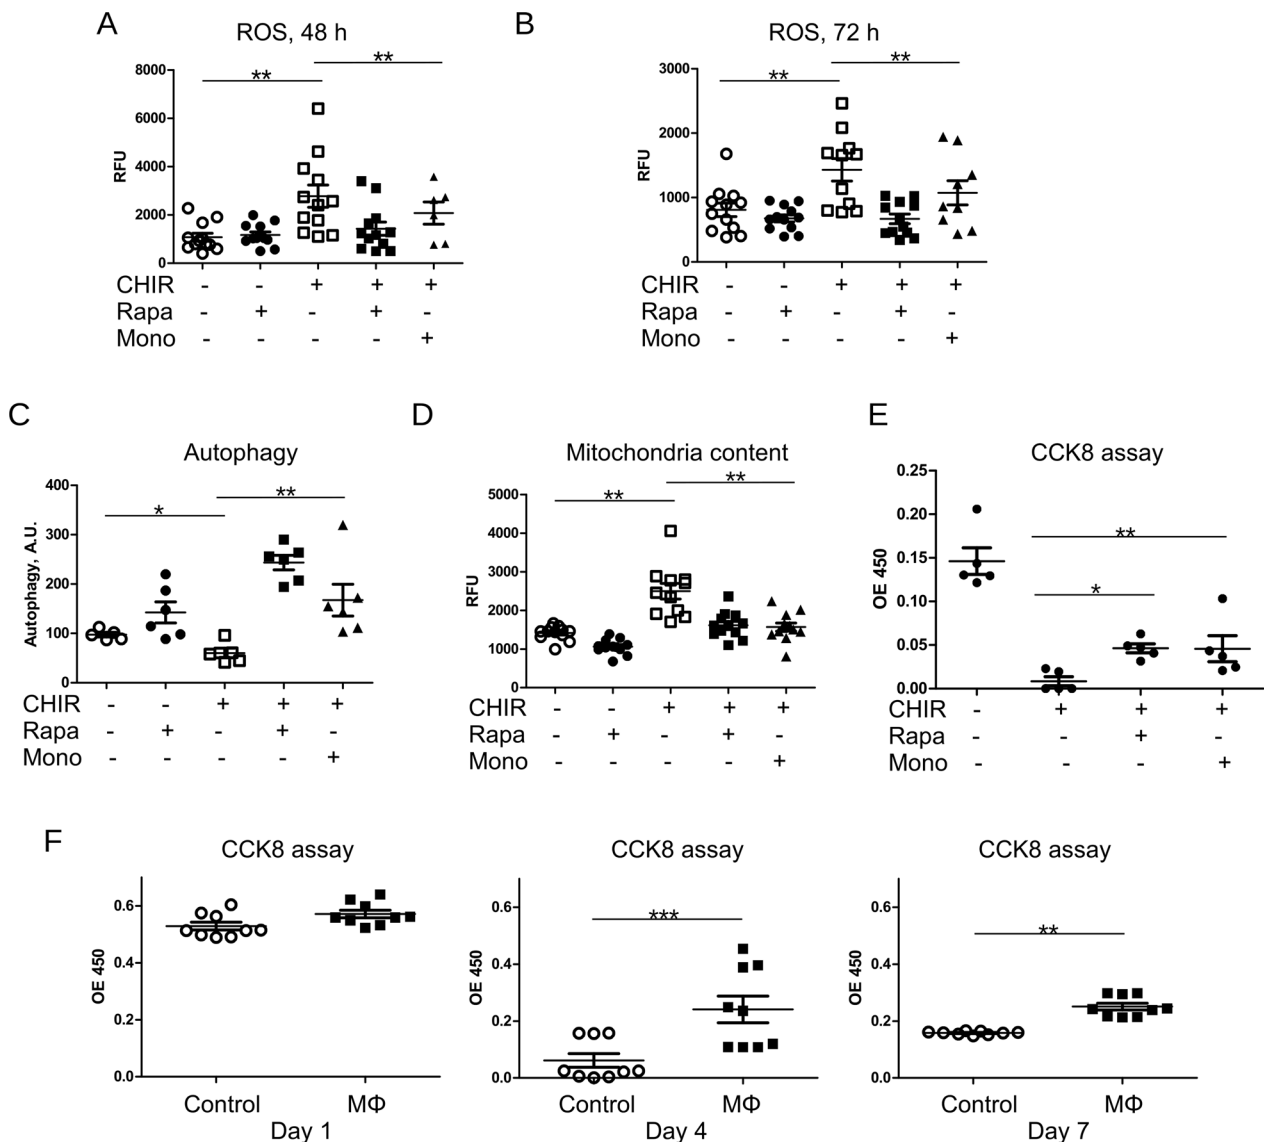 A
ROS, 48 h
**
**
8000
6000
4000
2000
0
RFU
CHIR - - + + +
Rapa - + - + -
Mono - - - - +
B
ROS, 72 h
**
**
3000
2000
1000
0
RFU
CHIR - - + + +
Rapa - + - + -
Mono - - - - +
C
Autophagy
*
**
400
300
200
100
0
Autophagy, A.U.
CHIR - - + + +
Rapa - + - + -
Mono - - - - +
D
Mitochondria content
**
**
5000
4000
3000
2000
1000
0
RFU
CHIR - - + + +
Rapa - + - + -
Mono - - - - +
E
CCK8 assay
**
*
0.25
0.20
0.15
0.10
0.05
0.00
OE 450
CHIR - + + +
Rapa - - + -
Mono - - - +
F
CCK8 assay
0.6
0.4
0.2
0.0
OE 450
Control MΦ
Day 1
CCK8 assay
***
0.6
0.4
0.2
0.0
OE 450
Control MΦ
Day 4
CCK8 assay
**
0.6
0.4
0.2
0.0
OE 450
Control MΦ
Day 7